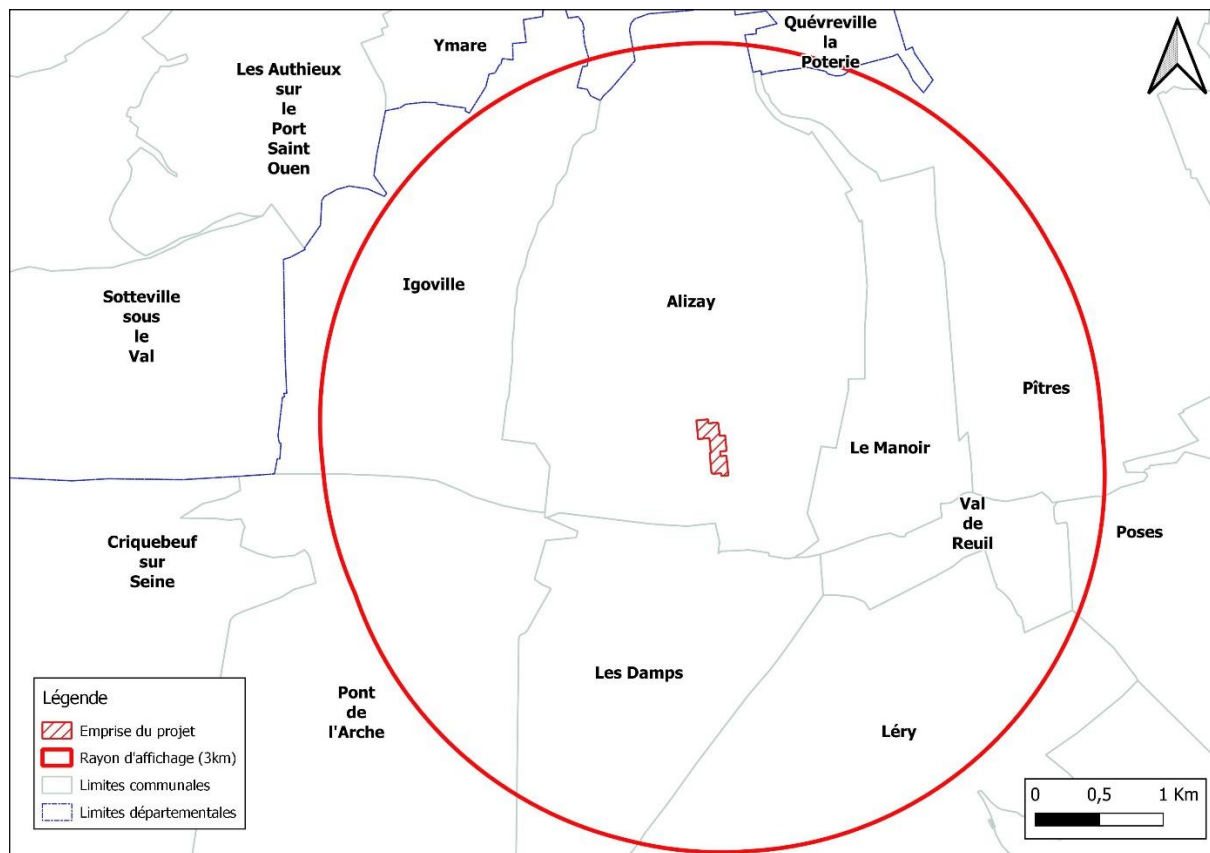 Quévreville
la
Poterie
Ymare
Les Authieux
sur
le
Port
Saint
Ouen
Igoville
Alizay
Sotteville
sous
le
Val
Pîtres
Le Manoir
Val
de
Reuil
Poses
Criquebeuf
sur
Seine
Les Damps
Pont
de
l'Arche
Léry
Légende
Emprise du projet
Rayon d'affichage (3km)
Limites communales
Limites départementales
0 0,5 1 Km